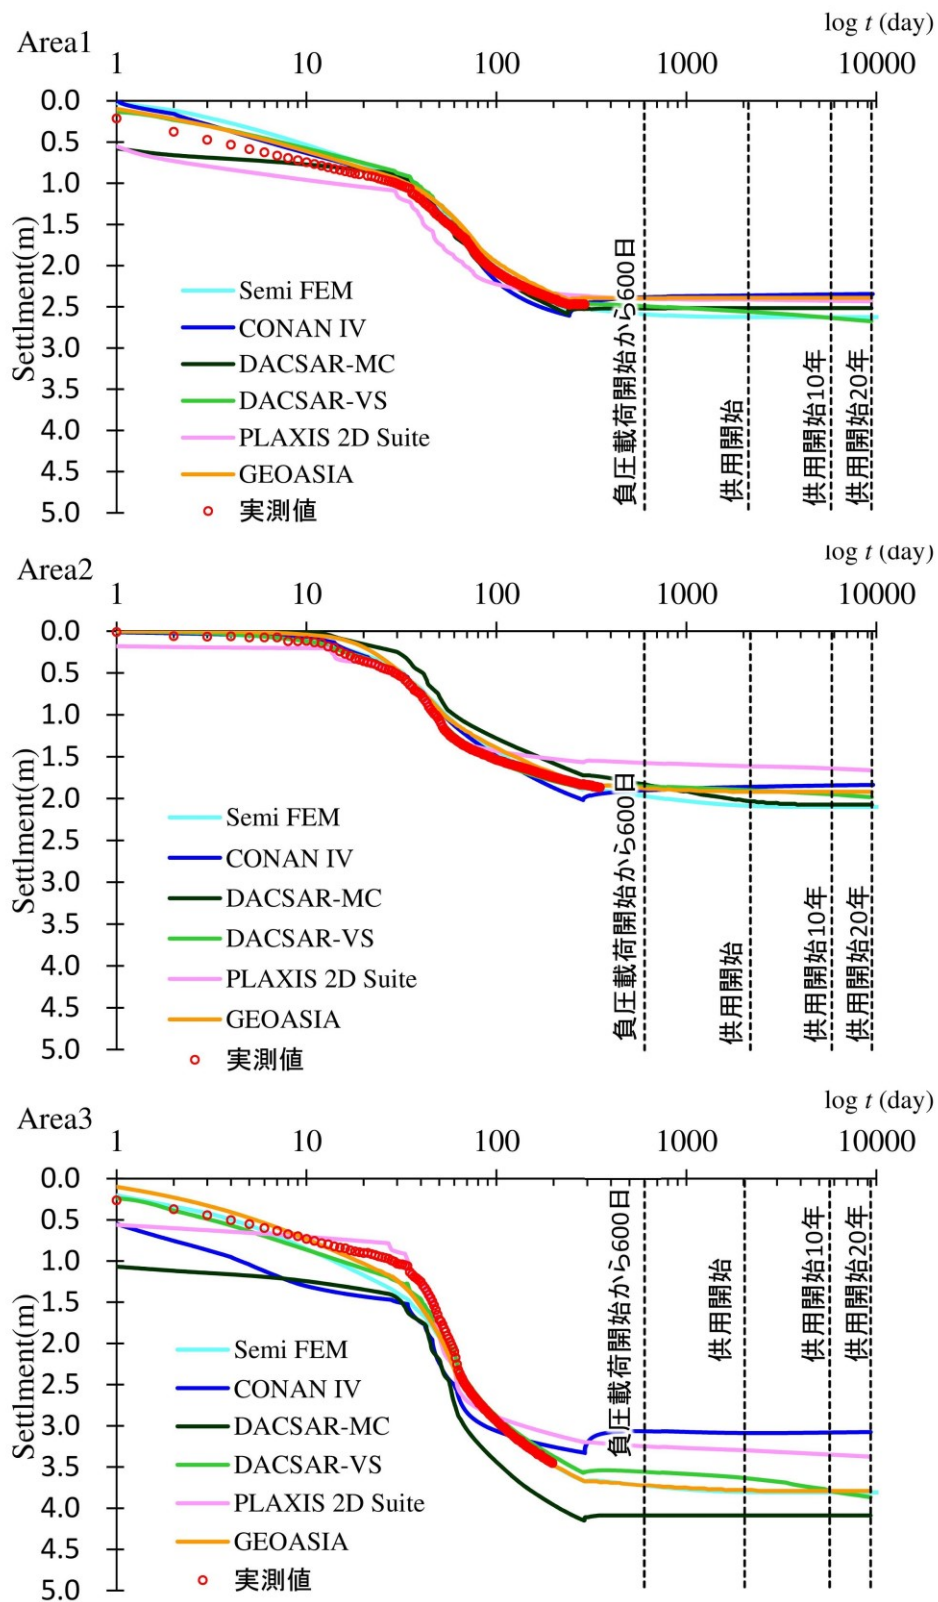 log t (day)
Area1
1 10 100 1000 10000
0.0
0.5
1.0
1.5
2.0
2.5
3.0
3.5
4.0
4.5
5.0
Settlment(m)
Semi FEM
CONAN IV
DACSAR-MC
DACSAR-VS
PLAXIS 2D Suite
GEOASIA
実測値
負圧載荷開始から600日
供用開始
供用開始10年
供用開始20年
log t (day)
Area2
1 10 100 1000 10000
0.0
0.5
1.0
1.5
2.0
2.5
3.0
3.5
4.0
4.5
5.0
Settlment(m)
Semi FEM
CONAN IV
DACSAR-MC
DACSAR-VS
PLAXIS 2D Suite
GEOASIA
実測値
負圧載荷開始から600日
供用開始
供用開始10年
供用開始20年
log t (day)
Area3
1 10 100 1000 10000
0.0
0.5
1.0
1.5
2.0
2.5
3.0
3.5
4.0
4.5
5.0
Settlment(m)
Semi FEM
CONAN IV
DACSAR-MC
DACSAR-VS
PLAXIS 2D Suite
GEOASIA
実測値
負圧載荷開始から600日
供用開始
供用開始10年
供用開始20年